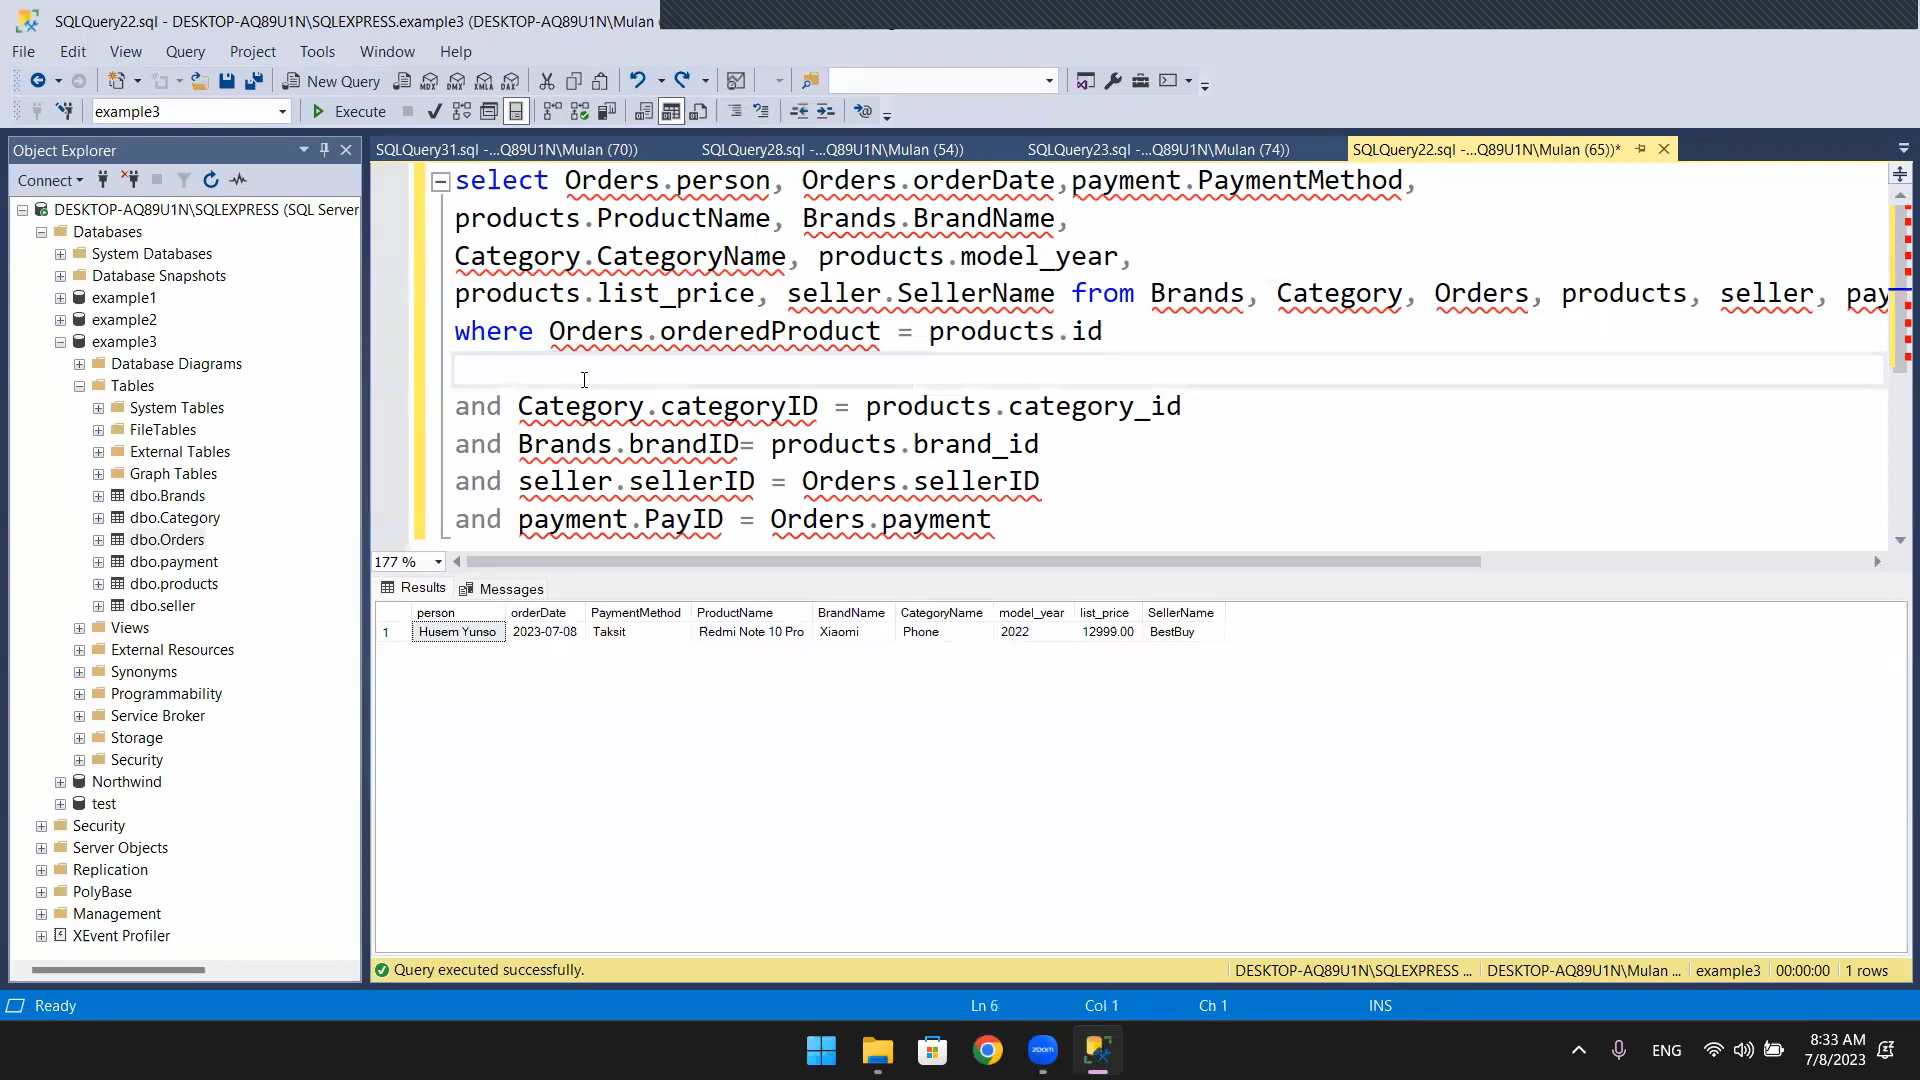 SQLQuery22.sql - DESKTOP-AQ89U1N\SQLEXPRESS.example3 (DESKTOP-AQ89U1N\Mulan
File Edit View Query Project Tools Window Help
New Query
example3 Execute
Object Explorer
Connect
DESKTOP-AQ89U1N\SQLEXPRESS (SQL Server
Databases
System Databases
Database Snapshots
example1
example2
example3
Database Diagrams
Tables
System Tables
FileTables
External Tables
Graph Tables
dbo.Brands
dbo.Category
dbo.Orders
dbo.payment
dbo.products
dbo.seller
Views
External Resources
Synonyms
Programmability
Service Broker
Storage
Security
Northwind
test
Security
Server Objects
Replication
PolyBase
Management
XEvent Profiler
SQLQuery31.sql -...Q89U1N\Mulan (70)) SQLQuery28.sql -...Q89U1N\Mulan (54)) SQLQuery23.sql -...Q89U1N\Mulan (74)) SQLQuery22.sql -...Q89U1N\Mulan (65))*
select Orders.person, Orders.orderDate,payment.PaymentMethod,
products.ProductName, Brands.BrandName,
Category.CategoryName, products.model_year,
products.list_price, seller.SellerName from Brands, Category, Orders, products, seller, pay
where Orders.orderedProduct = products.id
and Category.categoryID = products.category_id
and Brands.brandID= products.brand_id
and seller.sellerID = Orders.sellerID
and payment.PayID = Orders.payment
177 %
Results Messages
person orderDate PaymentMethod ProductName BrandName CategoryName model_year list_price SellerName
1 Husem Yunso 2023-07-08 Taksit Redmi Note 10 Pro Xiaomi Phone 2022 12999.00 BestBuy
Query executed successfully. DESKTOP-AQ89U1N\SQLEXPRESS ... DESKTOP-AQ89U1N\Mulan ... example3 00:00:00 1 rows
Ready Ln 6 Col 1 Ch 1 INS
zoom
ENG
8:33 AM
7/8/2023